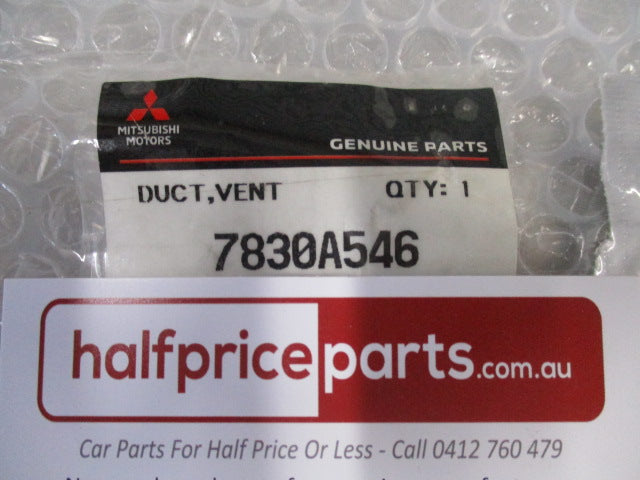 MITSUBISHI
MOTORS
GENUINE PARTS
DUCT,VENT QTY: 1
7830A546
halfpriceparts.com.au
Car Parts For Half Price Or Less - Call 0412 760 479